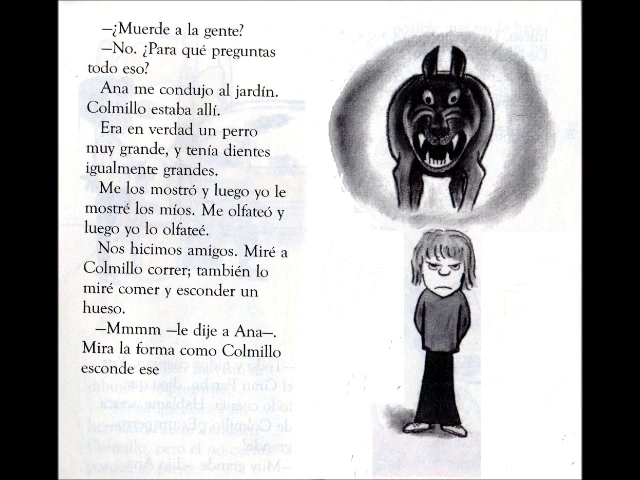 —¿Muerde a la gente?
—No. ¿Para qué preguntas
todo eso?
Ana me condujo al jardín.
Colmillo estaba allí.
Era en verdad un perro
muy grande, y tenía dientes
igualmente grandes.
Me los mostró y luego yo le
mostré los míos. Me olfateó y
luego yo lo olfateé.
Nos hicimos amigos. Miré a
Colmillo correr; también lo
miré comer y esconder un
hueso.
—Mmmm —le dije a Ana—.
Mira la forma como Colmillo
esconde ese